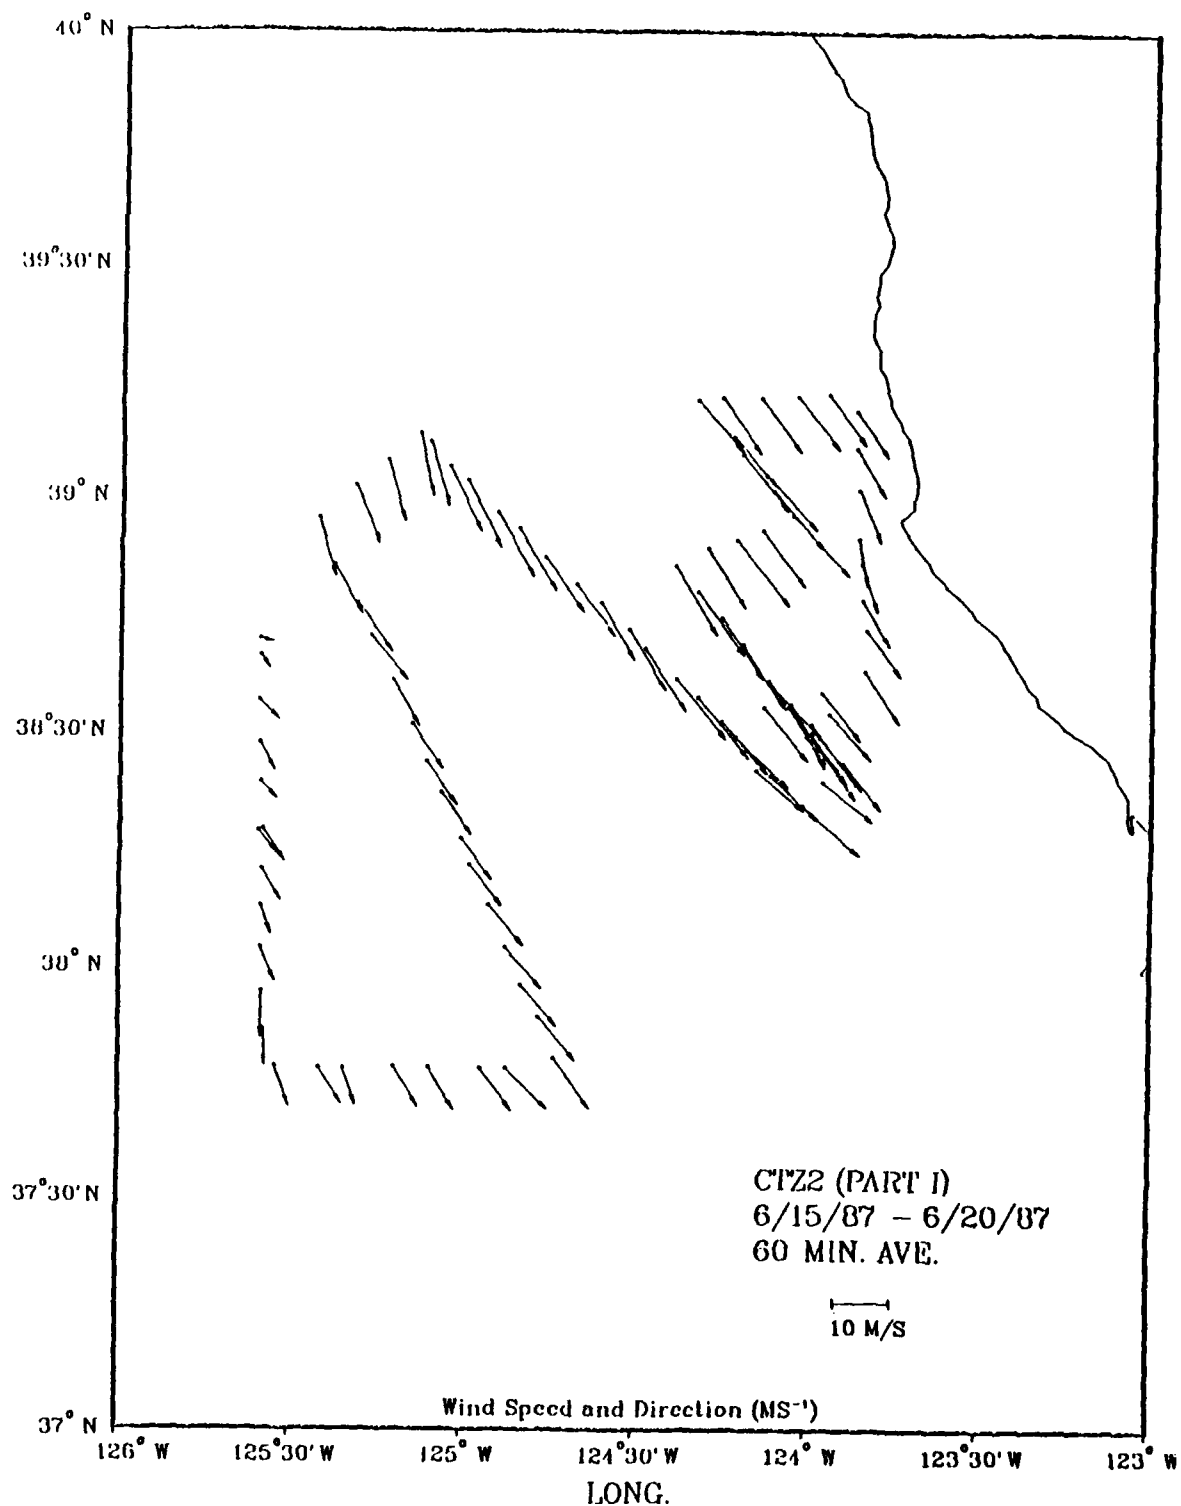 40° N
39°30' N
39° N
38°30' N
38° N
37°30' N
37° N
CTZ2 (PART I)
6/15/87 - 6/20/87
60 MIN. AVE.
10 M/S
Wind Speed and Direction (MS⁻¹)
126° W 125°30' W 125° W 124°30' W 124° W 123°30' W 123° W
LONG.